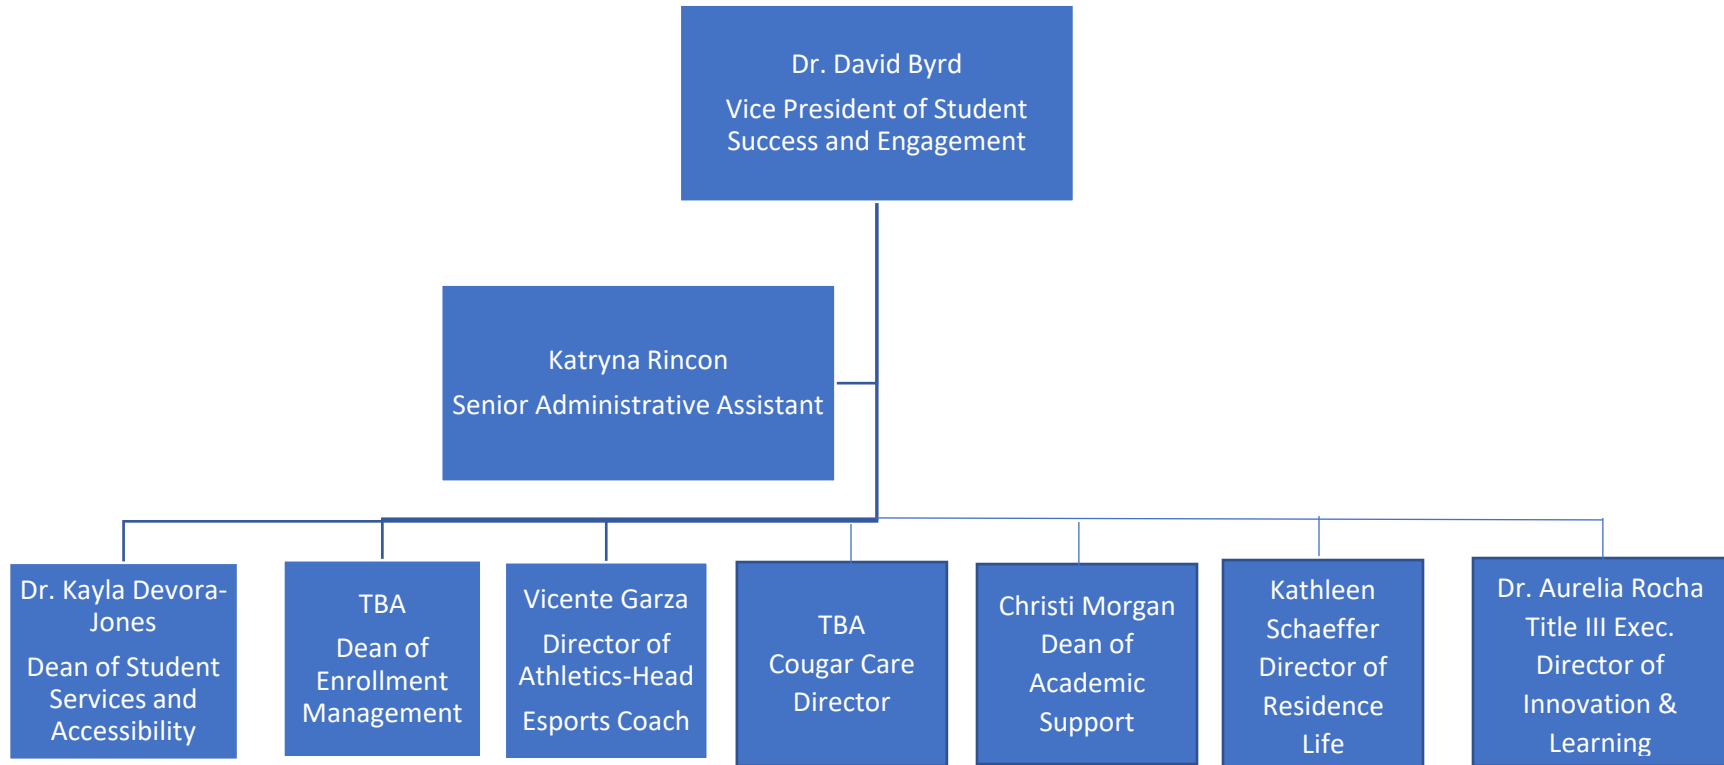 Dr. David Byrd
Vice President of Student
Success and Engagement
Katryna Rincon
Senior Administrative Assistant
Dr. Kayla Devora-
Jones
Dean of Student
Services and
Accessibility
TBA
Dean of
Enrollment
Management
Vicente Garza
Director of
Athletics-Head
Esports Coach
TBA
Cougar Care
Director
Christi Morgan
Dean of
Academic
Support
Kathleen
Schaeffer
Director of
Residence
Life
Dr. Aurelia Rocha
Title III Exec.
Director of
Innovation &
Learning